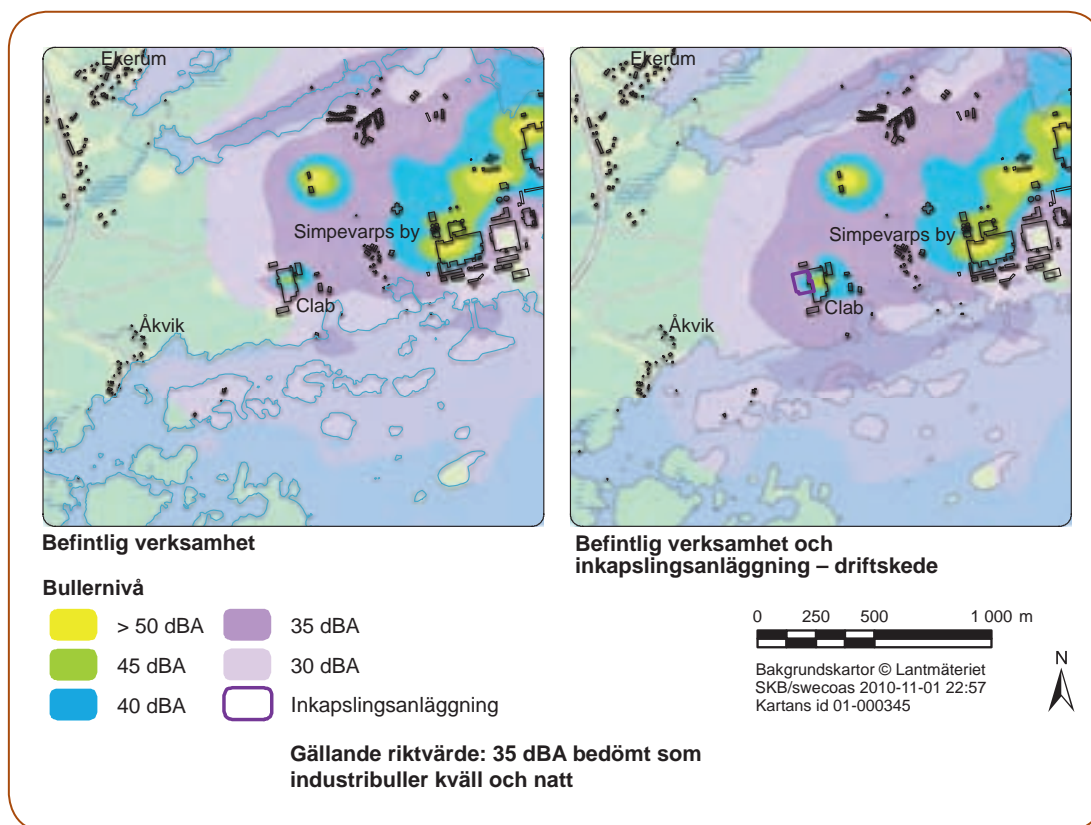 Ekerum
Simpevarps by
Clab
Åkvik
Ekerum
Simpevarps by
Clab
Åkvik
Befintlig verksamhet
Befintlig verksamhet och
inkapslingsanläggning – driftskede
Bullernivå
> 50 dBA
35 dBA
45 dBA
30 dBA
40 dBA
Inkapslingsanläggning
Gällande riktvärde: 35 dBA bedömt som
industribuller kväll och natt
0 250 500 1 000 m
Bakgrundskartor © Lantmäteriet
SKB/swecoas 2010-11-01 22:57
Kartans id 01-000345
N